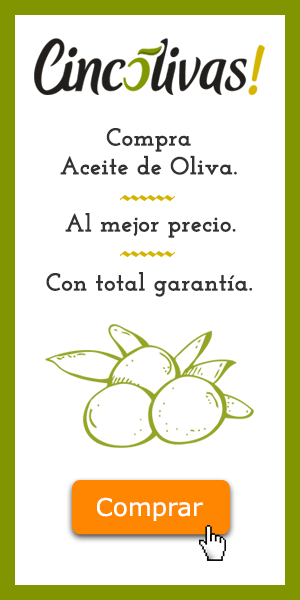 Cincolivas!
Compra
Aceite de Oliva.
Al mejor precio.
Con total garantía.
Comprar